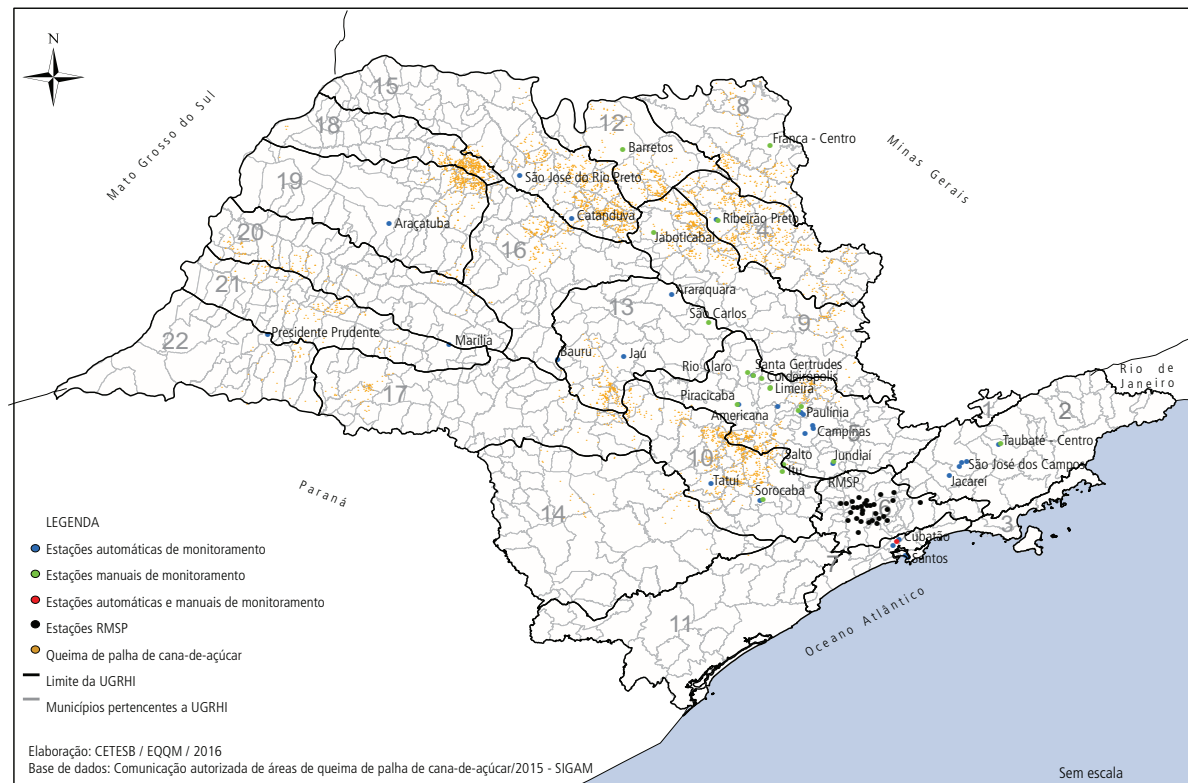 N
Mato Grosso do Sul
Minas Gerais
Rio de
Janeiro
Paraná
Oceano Atlântico
15
18
19
20
21
22
17
16
12
8
4
9
13
10
14
11
7
6
5
3
1
2
Franca - Centro
Barretos
São José do Rio Preto
Catanduva
Ribeirão Preto
Jaboticabal
Araçatuba
Araraquara
São Carlos
Presidente Prudente
Marília
Bauru
Jaú
Rio Claro
Santa Gertrudes
Cordeirópolis
Limeira
Piracicaba
Americana
Paulínia
Campinas
Salto
Jundiaí
Itu
Tatuí
Sorocaba
RMSP
Taubaté - Centro
São José dos Campos
Jacareí
Cubatão
Santos
LEGENDA
Estações automáticas de monitoramento
Estações manuais de monitoramento
Estações automáticas e manuais de monitoramento
Estações RMSP
Queima de palha de cana-de-açúcar
Limite da UGRHI
Municípios pertencentes a UGRHI
Elaboração: CETESB / EQQM / 2016
Base de dados: Comunicação autorizada de áreas de queima de palha de cana-de-açúcar/2015 - SIGAM
Sem escala